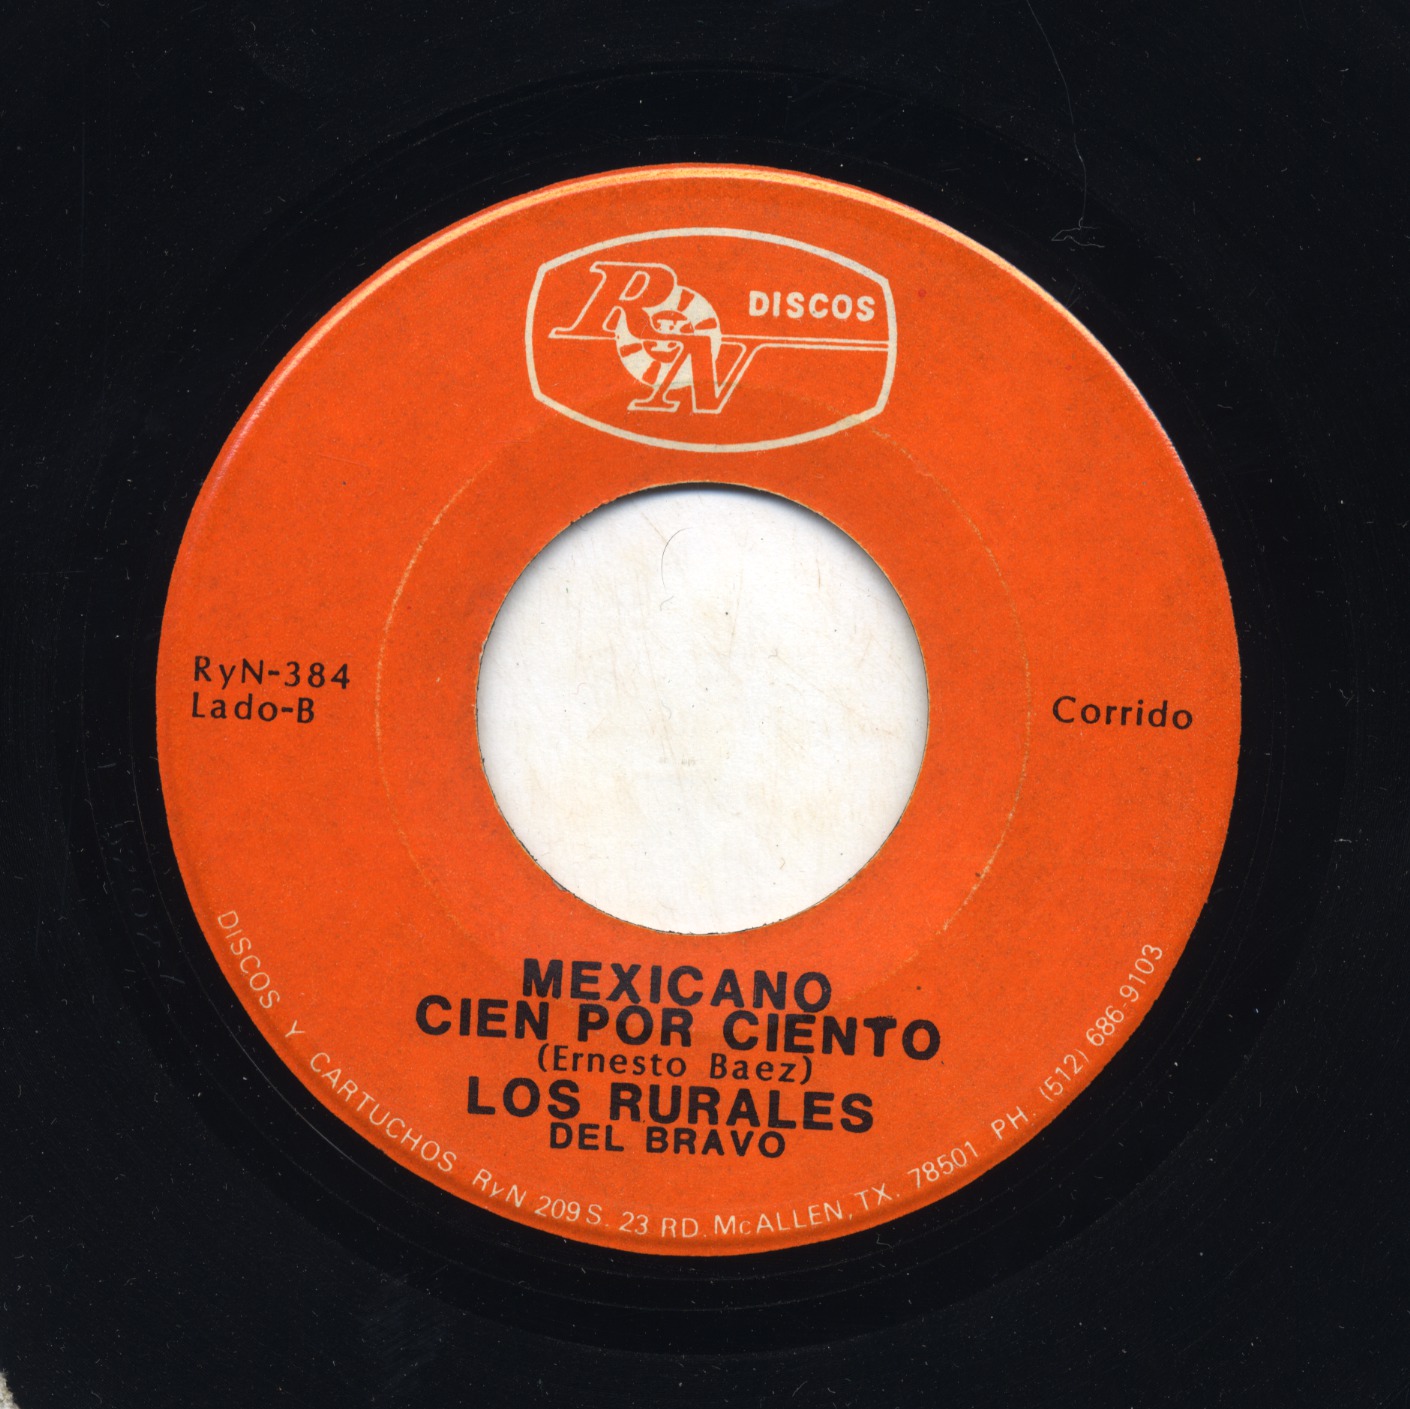 RyN DISCOS
RyN-384
Lado-B
Corrido
MEXICANO
CIEN POR CIENTO
(Ernesto Baez)
LOS RURALES
DEL BRAVO
DISCOS Y CARTUCHOS RyN 209 S. 23 RD. McALLEN, TX. 78501 PH. (512) 686-9103